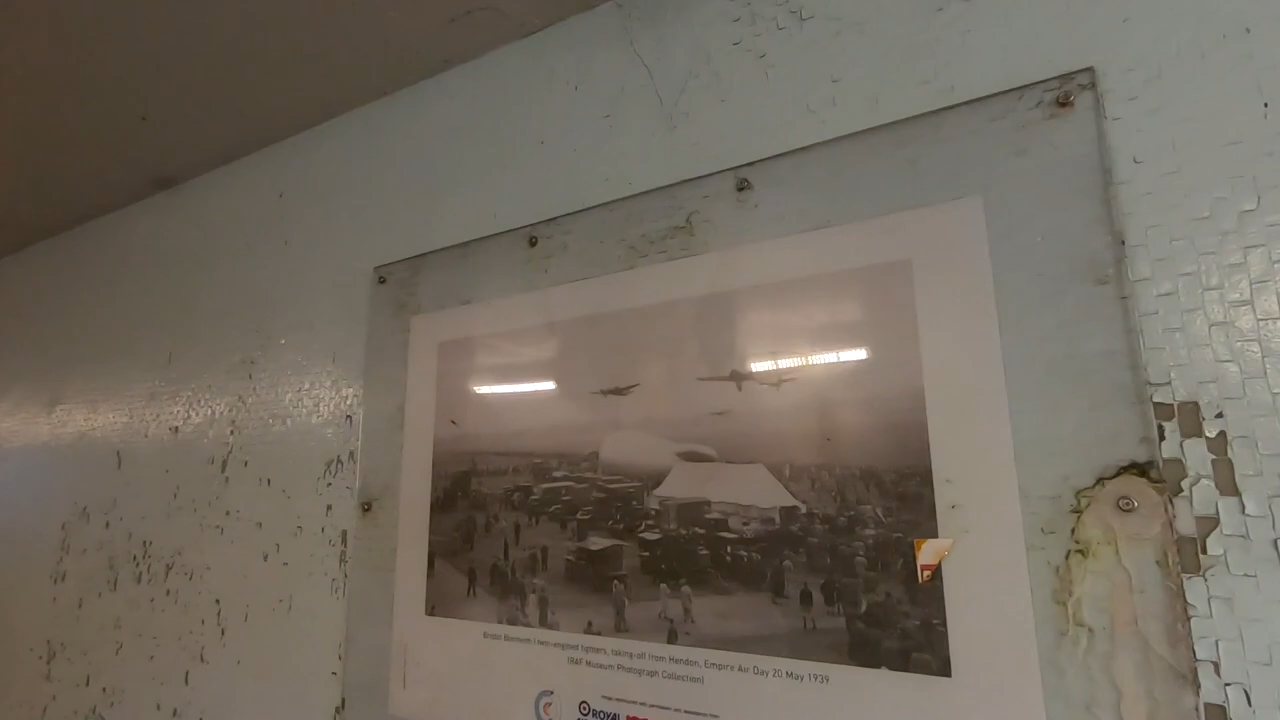 Bristol Blenheim I twin-engined fighters, taking-off from Hendon, Empire Air Day 20 May 1939
(RAF Museum Photograph Collection)
ROYAL